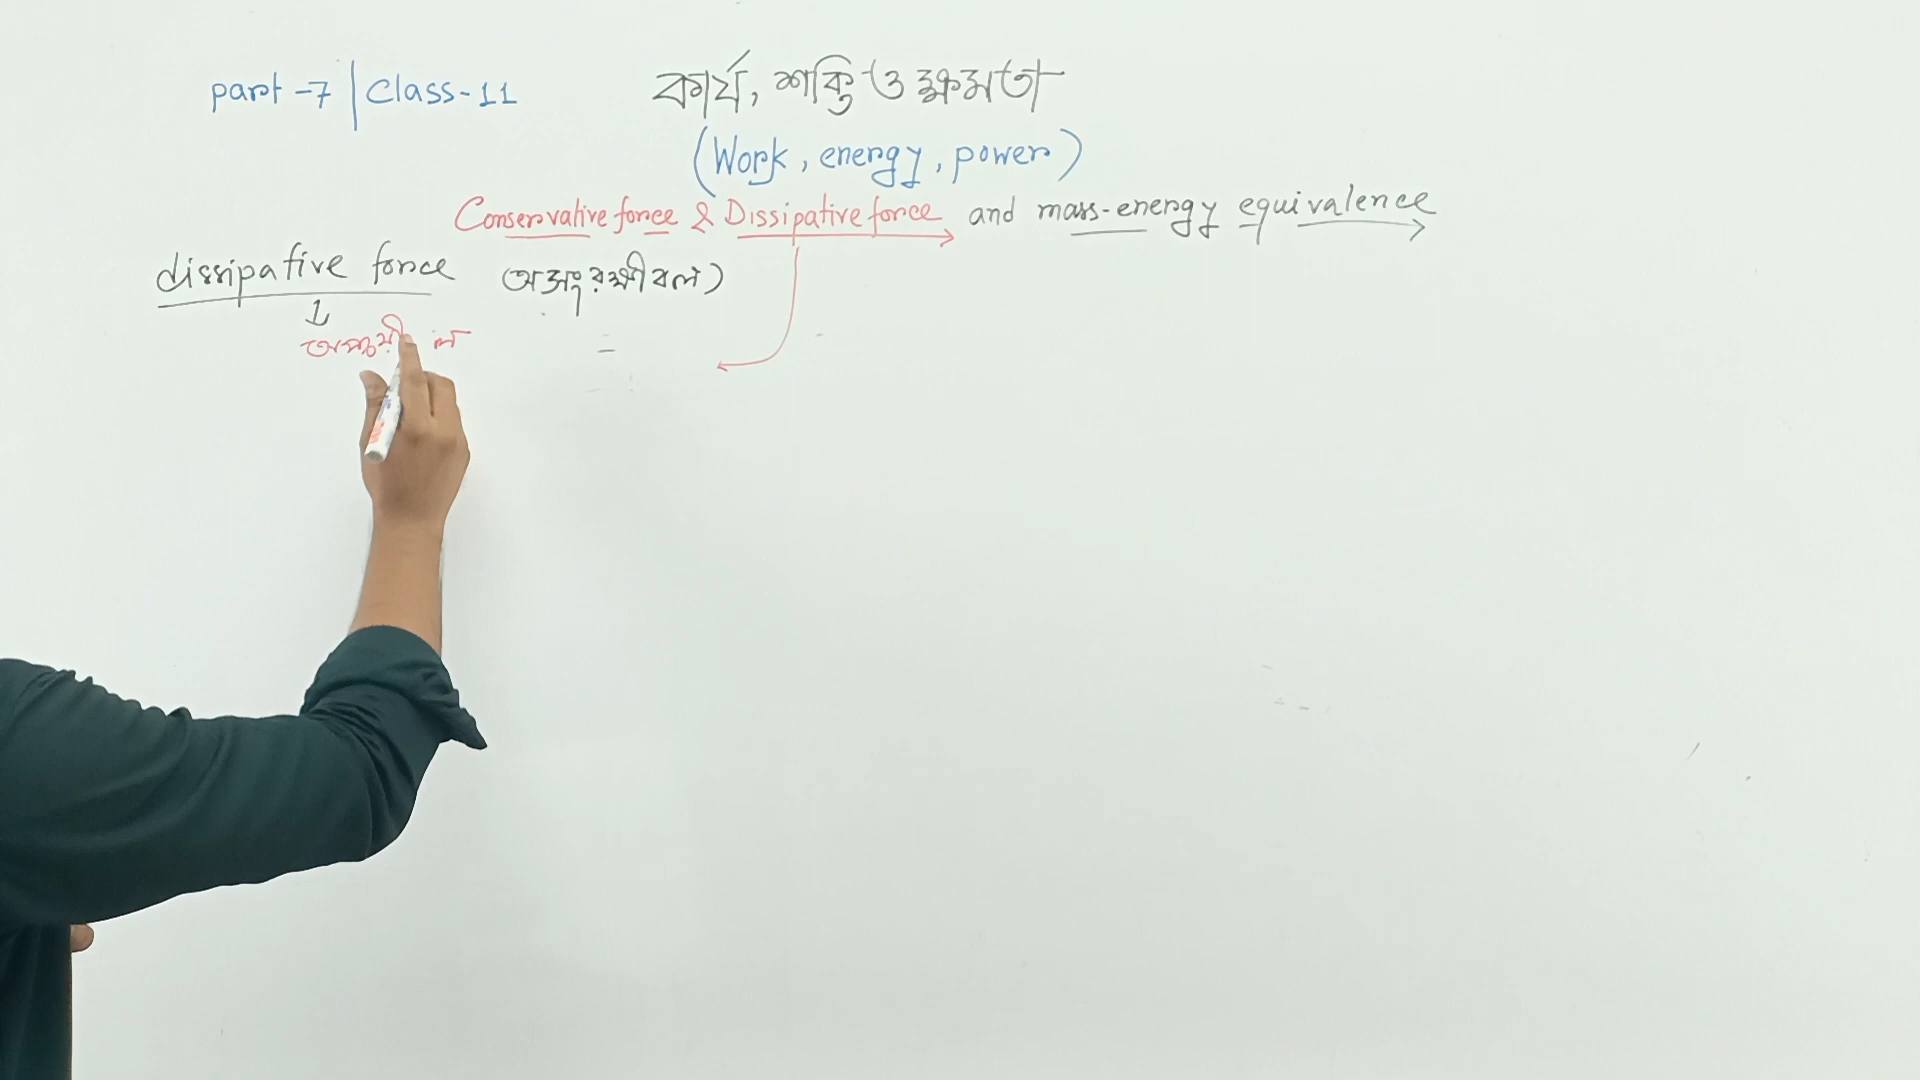 part-7 | Class-11
কার্য, শক্তি ও ক্ষমতা
(Work, energy, power)
Conservative force & Dissipative force and mass-energy equivalence
dissipative force (অসংরক্ষী বল)